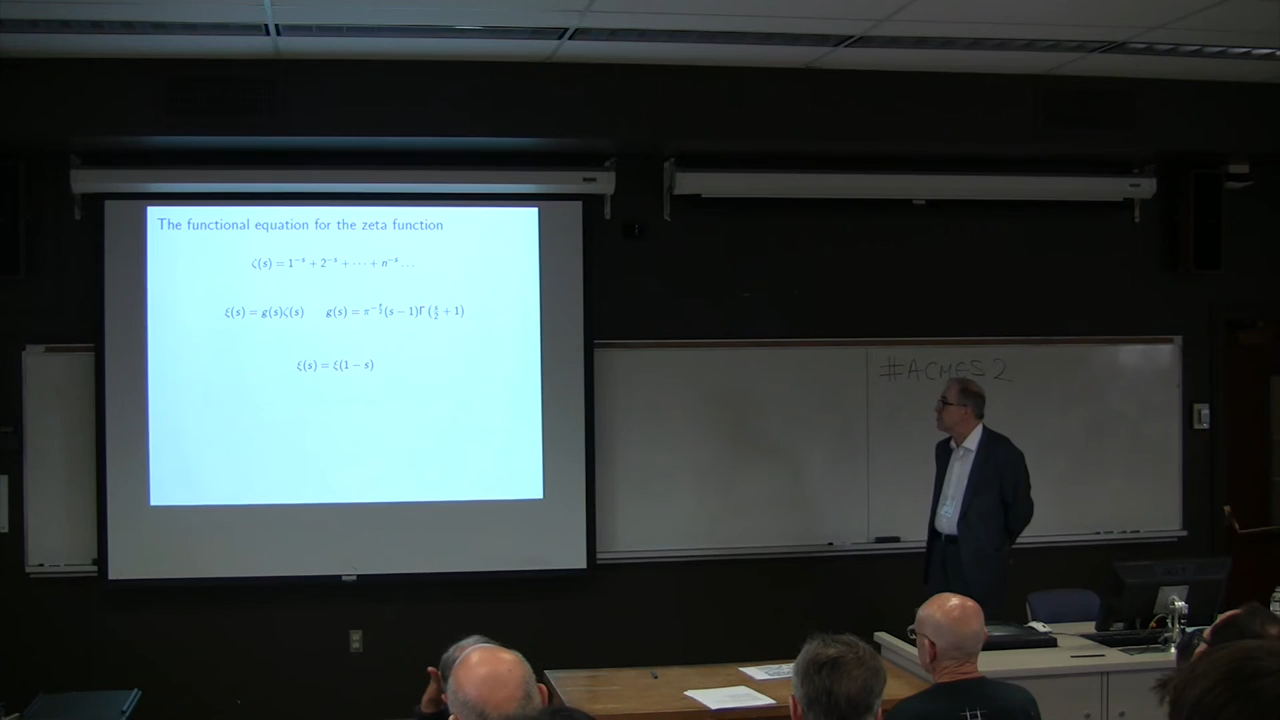 The functional equation for the zeta function
ζ(s) = 1^{-s} + 2^{-s} + ⋯ + n^{-s} …
ξ(s) = g(s)ζ(s)  g(s) = π^{-s/2}(s − 1)Γ(s/2 + 1)
ξ(s) = ξ(1 − s)
#ACMES 2